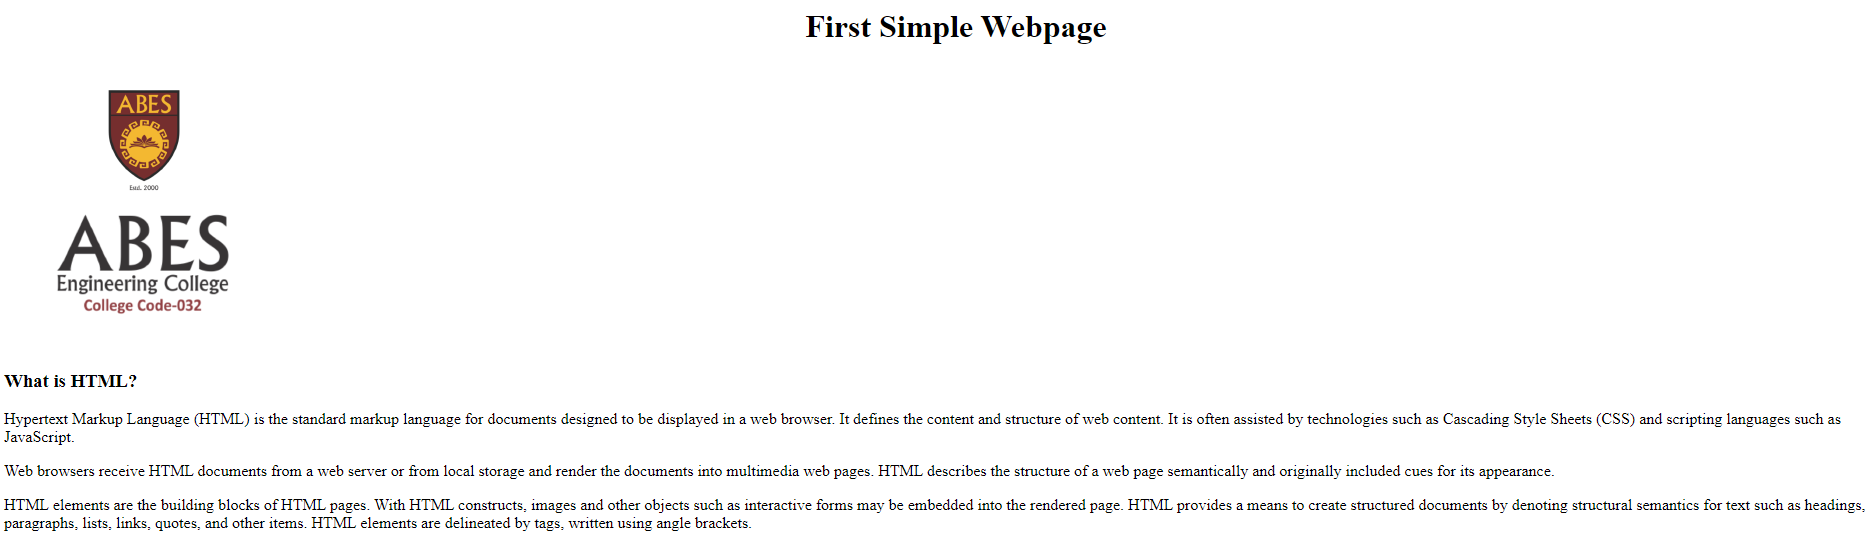 First Simple Webpage
ABES
Estd. 2000
ABES
Engineering College
College Code-032
What is HTML?
Hypertext Markup Language (HTML) is the standard markup language for documents designed to be displayed in a web browser. It defines the content and structure of web content. It is often assisted by technologies such as Cascading Style Sheets (CSS) and scripting languages such as
JavaScript.
Web browsers receive HTML documents from a web server or from local storage and render the documents into multimedia web pages. HTML describes the structure of a web page semantically and originally included cues for its appearance.
HTML elements are the building blocks of HTML pages. With HTML constructs, images and other objects such as interactive forms may be embedded into the rendered page. HTML provides a means to create structured documents by denoting structural semantics for text such as headings,
paragraphs, lists, links, quotes, and other items. HTML elements are delineated by tags, written using angle brackets.